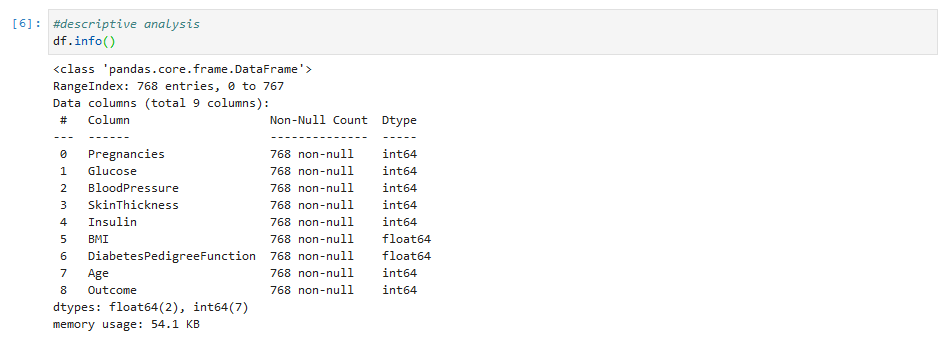 [6]: #descriptive analysis
df.info()
<class 'pandas.core.frame.DataFrame'>
RangeIndex: 768 entries, 0 to 767
Data columns (total 9 columns):
 #   Column                    Non-Null Count  Dtype
---  ------                    --------------  -----
 0   Pregnancies               768 non-null    int64
 1   Glucose                   768 non-null    int64
 2   BloodPressure             768 non-null    int64
 3   SkinThickness             768 non-null    int64
 4   Insulin                   768 non-null    int64
 5   BMI                       768 non-null    float64
 6   DiabetesPedigreeFunction  768 non-null    float64
 7   Age                       768 non-null    int64
 8   Outcome                   768 non-null    int64
dtypes: float64(2), int64(7)
memory usage: 54.1 KB